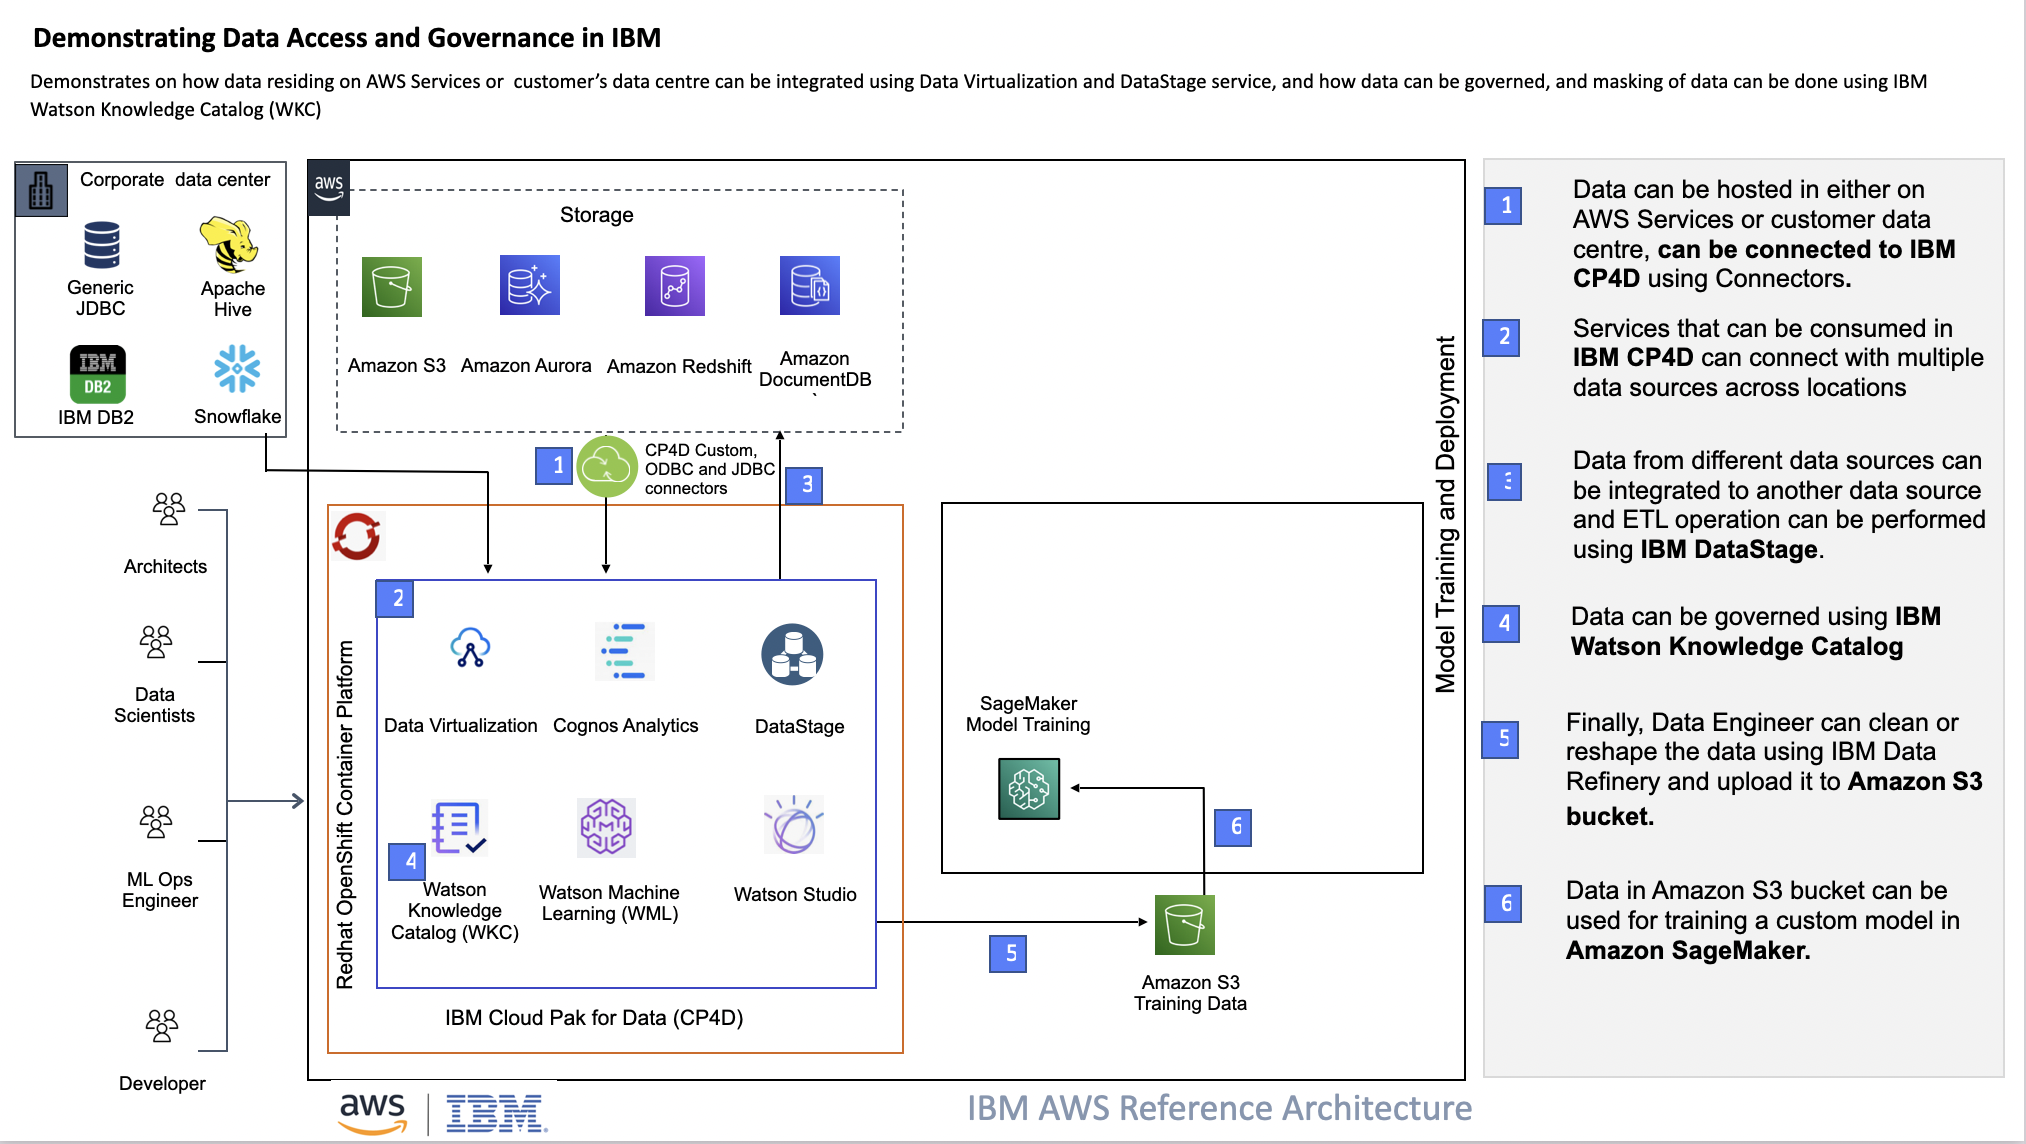 Demonstrating Data Access and Governance in IBM
Demonstrates on how data residing on AWS Services or customer's data centre can be integrated using Data Virtualization and DataStage service, and how data can be governed, and masking of data can be done using IBM
Watson Knowledge Catalog (WKC)
Corporate data center
Generic
JDBC
Apache
Hive
IBM
DB2
IBM DB2
Snowflake
aws
Storage
Amazon S3
Amazon Aurora
Amazon Redshift
Amazon
DocumentDB
`
1
CP4D Custom,
ODBC and JDBC
connectors
3
Architects
Data
Scientists
ML Ops
Engineer
Developer
Redhat OpenShift Container Platform
2
Data Virtualization
Cognos Analytics
DataStage
4
Watson
Knowledge
Catalog (WKC)
Watson Machine
Learning (WML)
Watson Studio
IBM Cloud Pak for Data (CP4D)
5
Amazon S3
Training Data
6
SageMaker
Model Training
Model Training and Deployment
1
Data can be hosted in either on
AWS Services or customer data
centre, can be connected to IBM
CP4D using Connectors.
2
Services that can be consumed in
IBM CP4D can connect with multiple
data sources across locations
3
Data from different data sources can
be integrated to another data source
and ETL operation can be performed
using IBM DataStage.
4
Data can be governed using IBM
Watson Knowledge Catalog
5
Finally, Data Engineer can clean or
reshape the data using IBM Data
Refinery and upload it to Amazon S3
bucket.
6
Data in Amazon S3 bucket can be
used for training a custom model in
Amazon SageMaker.
aws
IBM
IBM AWS Reference Architecture